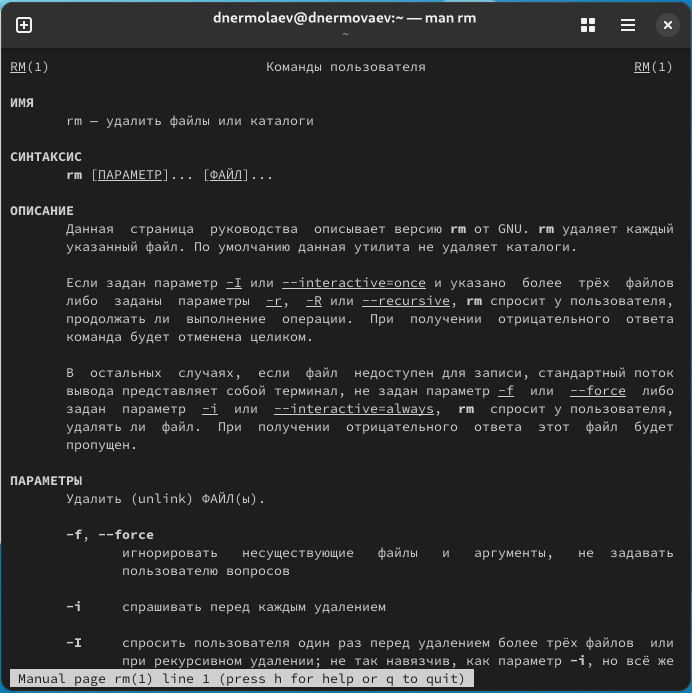 dnermolaev@dnermovaev:~ — man rm
~
RM(1) Команды пользователя RM(1)
ИМЯ
rm — удалить файлы или каталоги
СИНТАКСИС
rm [ПАРАМЕТР]... [ФАЙЛ]...
ОПИСАНИЕ
Данная страница руководства описывает версию rm от GNU. rm удаляет каждый
указанный файл. По умолчанию данная утилита не удаляет каталоги.
Если задан параметр -I или --interactive=once и указано более трёх файлов
либо заданы параметры -r, -R или --recursive, rm спросит у пользователя,
продолжать ли выполнение операции. При получении отрицательного ответа
команда будет отменена целиком.
В остальных случаях, если файл недоступен для записи, стандартный поток
вывода представляет собой терминал, не задан параметр -f или --force либо
задан параметр -i или --interactive=always, rm спросит у пользователя,
удалять ли файл. При получении отрицательного ответа этот файл будет
пропущен.
ПАРАМЕТРЫ
Удалить (unlink) ФАЙЛ(ы).
-f, --force
игнорировать несуществующие файлы и аргументы, не задавать
пользователю вопросов
-i спрашивать перед каждым удалением
-I спросить пользователя один раз перед удалением более трёх файлов или
при рекурсивном удалении; не так навязчив, как параметр -i, но всё же
Manual page rm(1) line 1 (press h for help or q to quit)